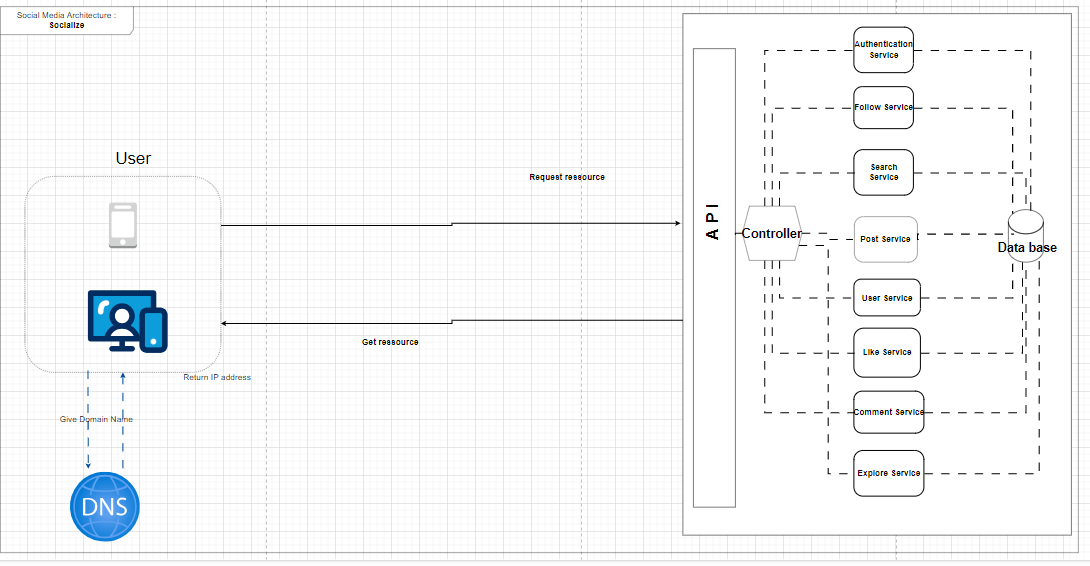 Social Media Architecture :
Socialize
User
Request ressource
Get ressource
Return IP address
Give Domain Name
DNS
API
Controller
Authentication
Service
Follow Service
Search
Service
Post Service
User Service
Like Service
Comment Service
Explore Service
Data base